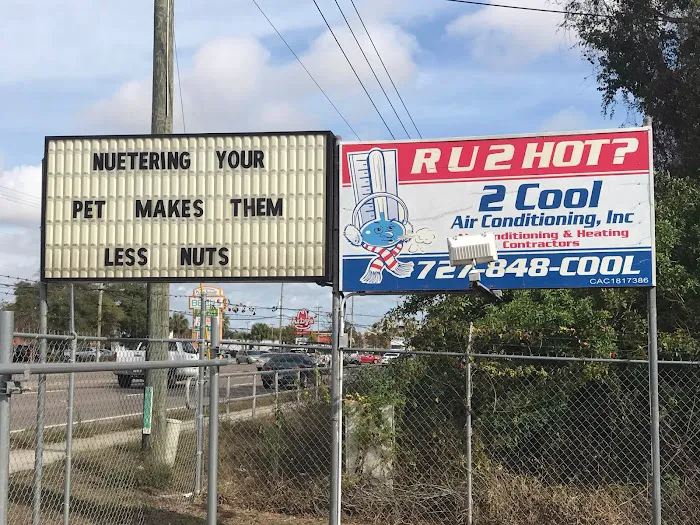 NUETERING YOUR
PET MAKES THEM
LESS NUTS
R U 2 HOT?
2 Cool
Air Conditioning, Inc
nditioning & Heating
Contractors
727-848-COOL
CAC1817386